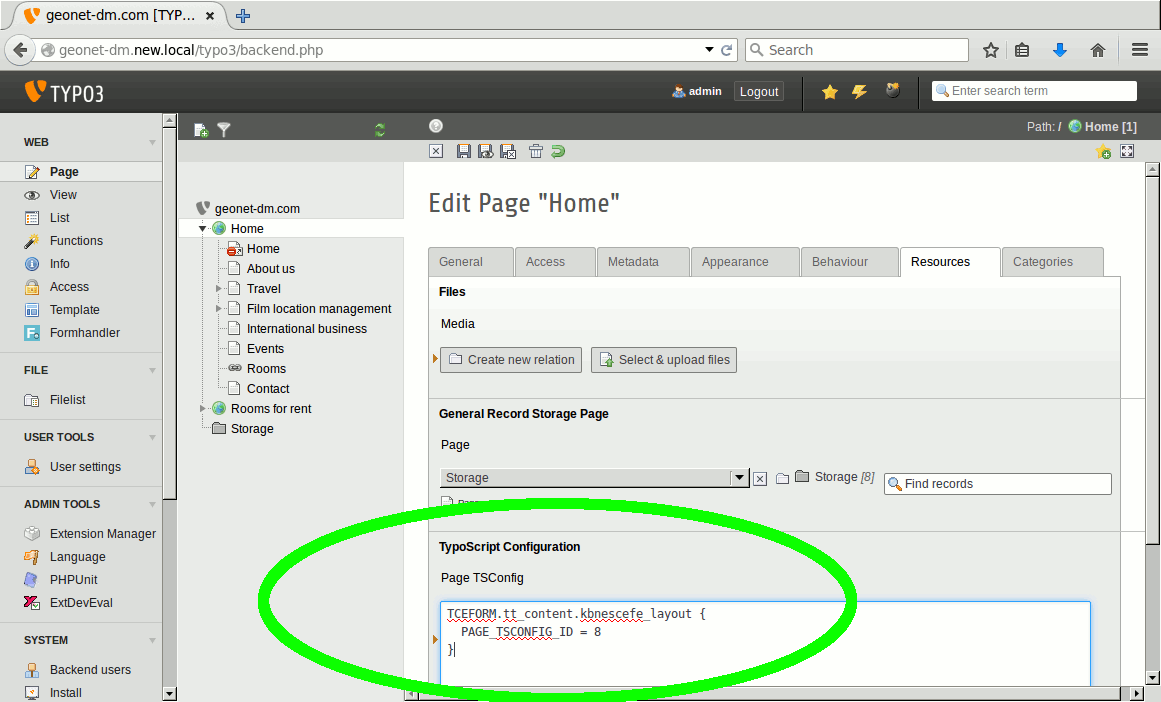 geonet-dm.com [TYP...
geonet-dm.new.local/typo3/backend.php
Search
TYPO3
admin
Logout
Enter search term
Path: / Home [1]
WEB
Page
View
List
Functions
Info
Access
Template
Formhandler
FILE
Filelist
USER TOOLS
User settings
ADMIN TOOLS
Extension Manager
Language
PHPUnit
ExtDevEval
SYSTEM
Backend users
Install
geonet-dm.com
Home
Home
About us
Travel
Film location management
International business
Events
Rooms
Contact
Rooms for rent
Storage
Edit Page "Home"
General Access Metadata Appearance Behaviour Resources Categories
Files
Media
Create new relation Select & upload files
General Record Storage Page
Page
Storage Storage [8] Find records
TypoScript Configuration
Page TSConfig
TCEFORM.tt_content.kbnescefe_layout {
PAGE_TSCONFIG_ID = 8
}